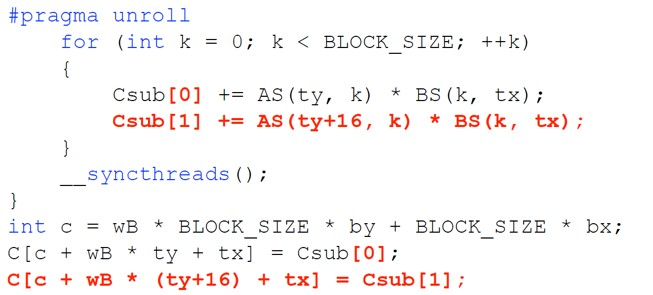 #pragma unroll
for (int k = 0; k < BLOCK_SIZE; ++k)
{
Csub[0] += AS(ty, k) * BS(k, tx);
Csub[1] += AS(ty+16, k) * BS(k, tx);
}
__syncthreads();
}
int c = wB * BLOCK_SIZE * by + BLOCK_SIZE * bx;
C[c + wB * ty + tx] = Csub[0];
C[c + wB * (ty+16) + tx] = Csub[1];